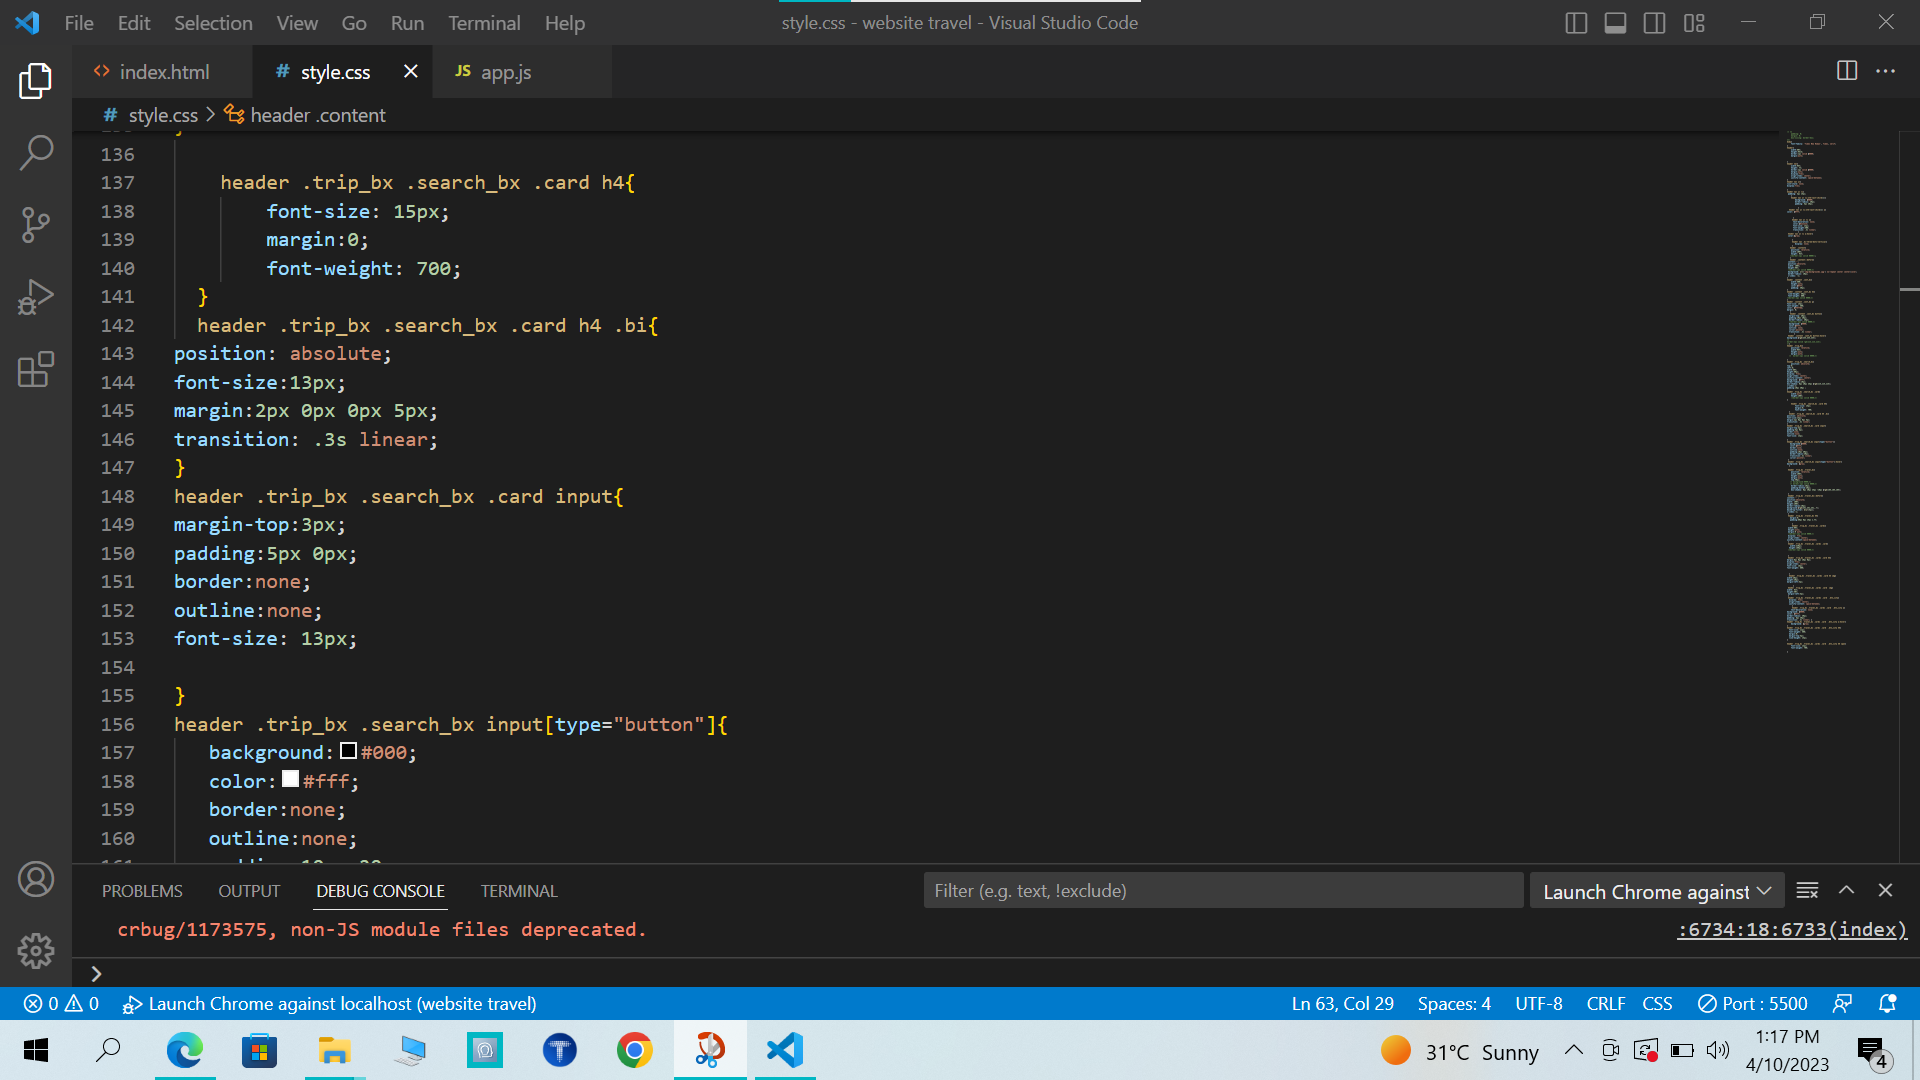 File Edit Selection View Go Run Terminal Help
style.css - website travel - Visual Studio Code
index.html
# style.css
JS app.js
# style.css > header .content
136
137 header .trip_bx .search_bx .card h4{
138 font-size: 15px;
139 margin:0;
140 font-weight: 700;
141 }
142 header .trip_bx .search_bx .card h4 .bi{
143 position: absolute;
144 font-size:13px;
145 margin:2px 0px 0px 5px;
146 transition: .3s linear;
147 }
148 header .trip_bx .search_bx .card input{
149 margin-top:3px;
150 padding:5px 0px;
151 border:none;
152 outline:none;
153 font-size: 13px;
154
155 }
156 header .trip_bx .search_bx input[type="button"]{
157 background: #000;
158 color: #fff;
159 border:none;
160 outline:none;
PROBLEMS OUTPUT DEBUG CONSOLE TERMINAL
Filter (e.g. text, !exclude)
Launch Chrome against
crbug/1173575, non-JS module files deprecated.
:6734:18:6733(index)
0 0 Launch Chrome against localhost (website travel)
Ln 63, Col 29 Spaces: 4 UTF-8 CRLF CSS Port : 5500
31°C Sunny
1:17 PM
4/10/2023
4